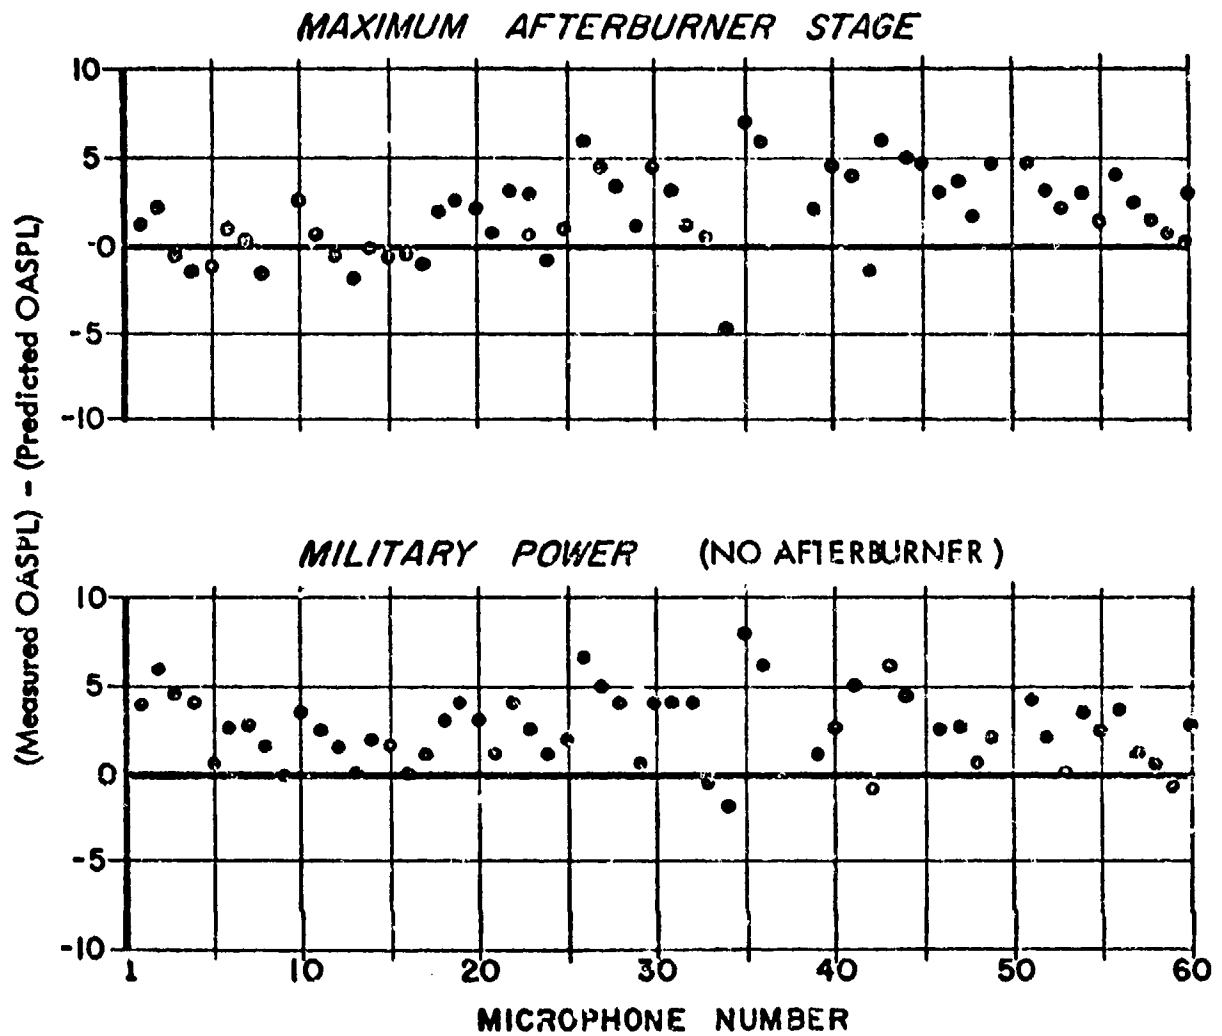 MAXIMUM AFTERBURNER STAGE
10
5
-0
-5
-10
(Measured OASPL) - (Predicted OASPL)
MILITARY POWER (NO AFTERBURNER)
10
5
0
-5
-10
1 10 20 30 40 50 60
MICROPHONE NUMBER